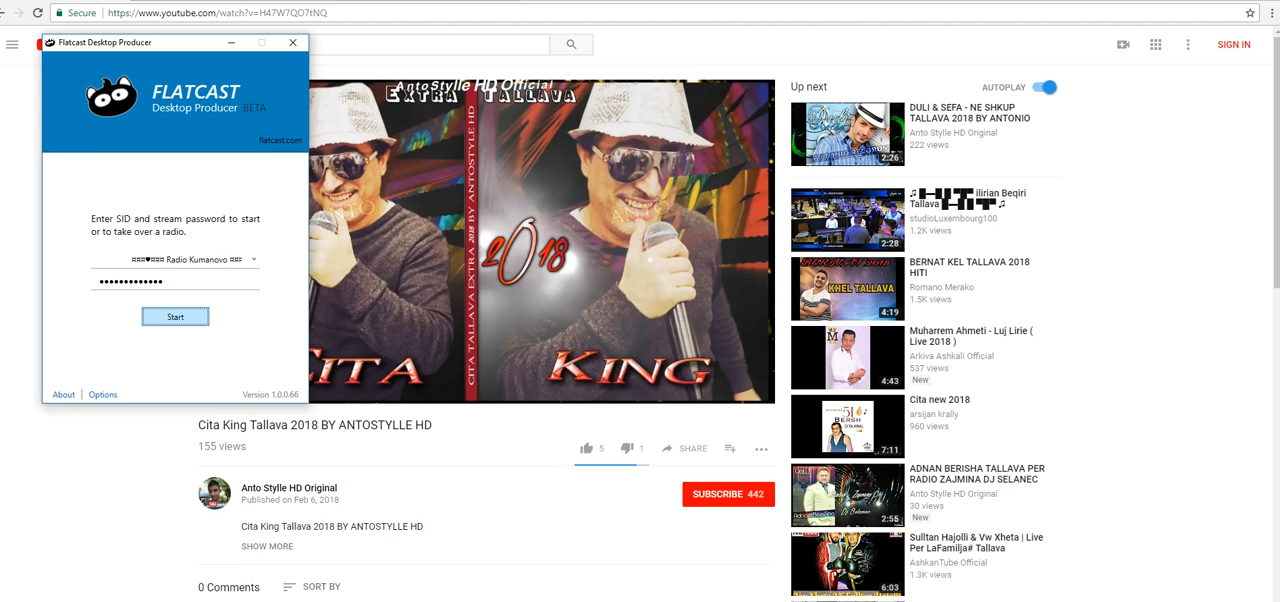 Secure | https://www.youtube.com/watch?v=H47W7QO7tNQ
Flatcast Desktop Producer
FLATCAST
Desktop Producer BETA
flatcast.com
Enter SID and stream password to start
or to take over a radio.
¤¤¤♥¤¤¤ Radio Kumanovo ¤¤¤
●●●●●●●●●●●●●
Start
About | Options
Version 1.0.0.66
SIGN IN
AntoStylle HD Official
EXTRA TALLAVA
CITA TALLAVA EXTRA 2018 BY ANTOSTYLE HD
ANTO
ANTO
2018
CITA
KING
Cita King Tallava 2018 BY ANTOSTYLLE HD
155 views
5
1
SHARE
Anto Stylle HD Original
Published on Feb 6, 2018
SUBSCRIBE 442
Cita King Tallava 2018 BY ANTOSTYLLE HD
SHOW MORE
0 Comments
SORT BY
Up next
AUTOPLAY
2:26
DULI & SEFA - NE SHKUP
TALLAVA 2018 BY ANTONIO
Anto Stylle HD Original
222 views
2:28
ilirian Beqiri
Tallava
studioLuxembourg100
1.2K views
KHEL TALLAVA
4:19
BERNAT KEL TALLAVA 2018
HITI
Romano Merako
1.5K views
M
4:43
Muharrem Ahmeti - Luj Lirie (
Live 2018 )
Arkiva Ashkali Official
537 views
New
7:11
Cita new 2018
arsijan krally
960 views
2:55
ADNAN BERISHA TALLAVA PER
RADIO ZAJMINA DJ SELANEC
Anto Stylle HD Original
30 views
New
6:03
Sulltan Hajolli & Vw Xheta | Live
Per LaFamilja# Tallava
AshkanTube Official
1.3K views